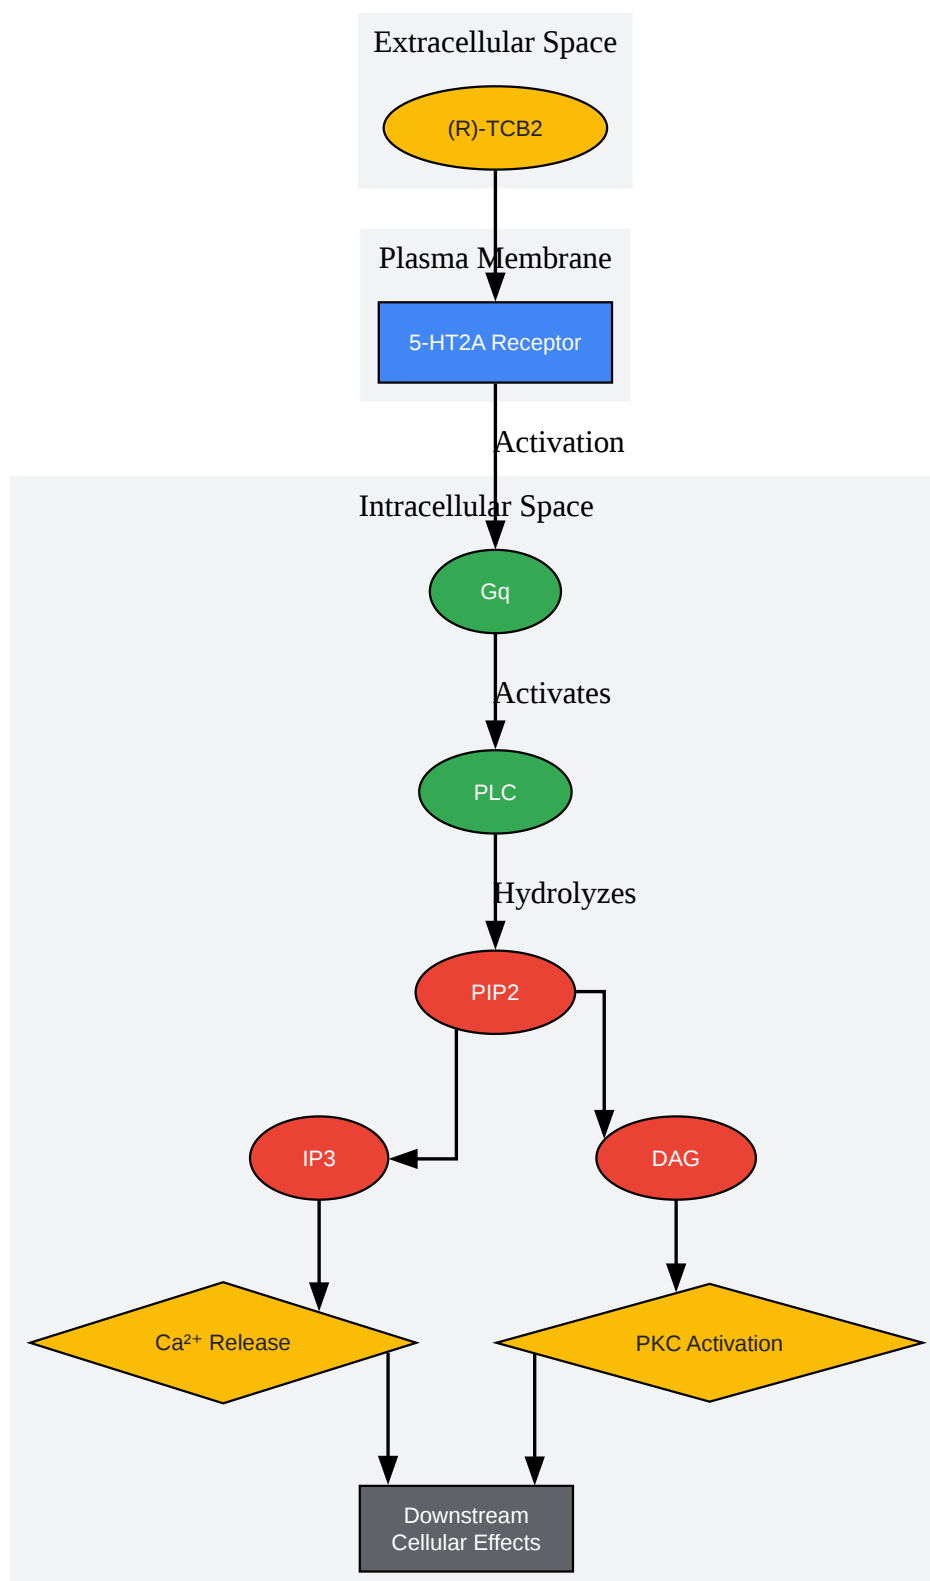 Extracellular Space
(R)-TCB2
Plasma Membrane
5-HT2A Receptor
Activation
Intracellular Space
Gq
Activates
PLC
Hydrolyzes
PIP2
IP3
DAG
Ca²⁺ Release
PKC Activation
Downstream
Cellular Effects